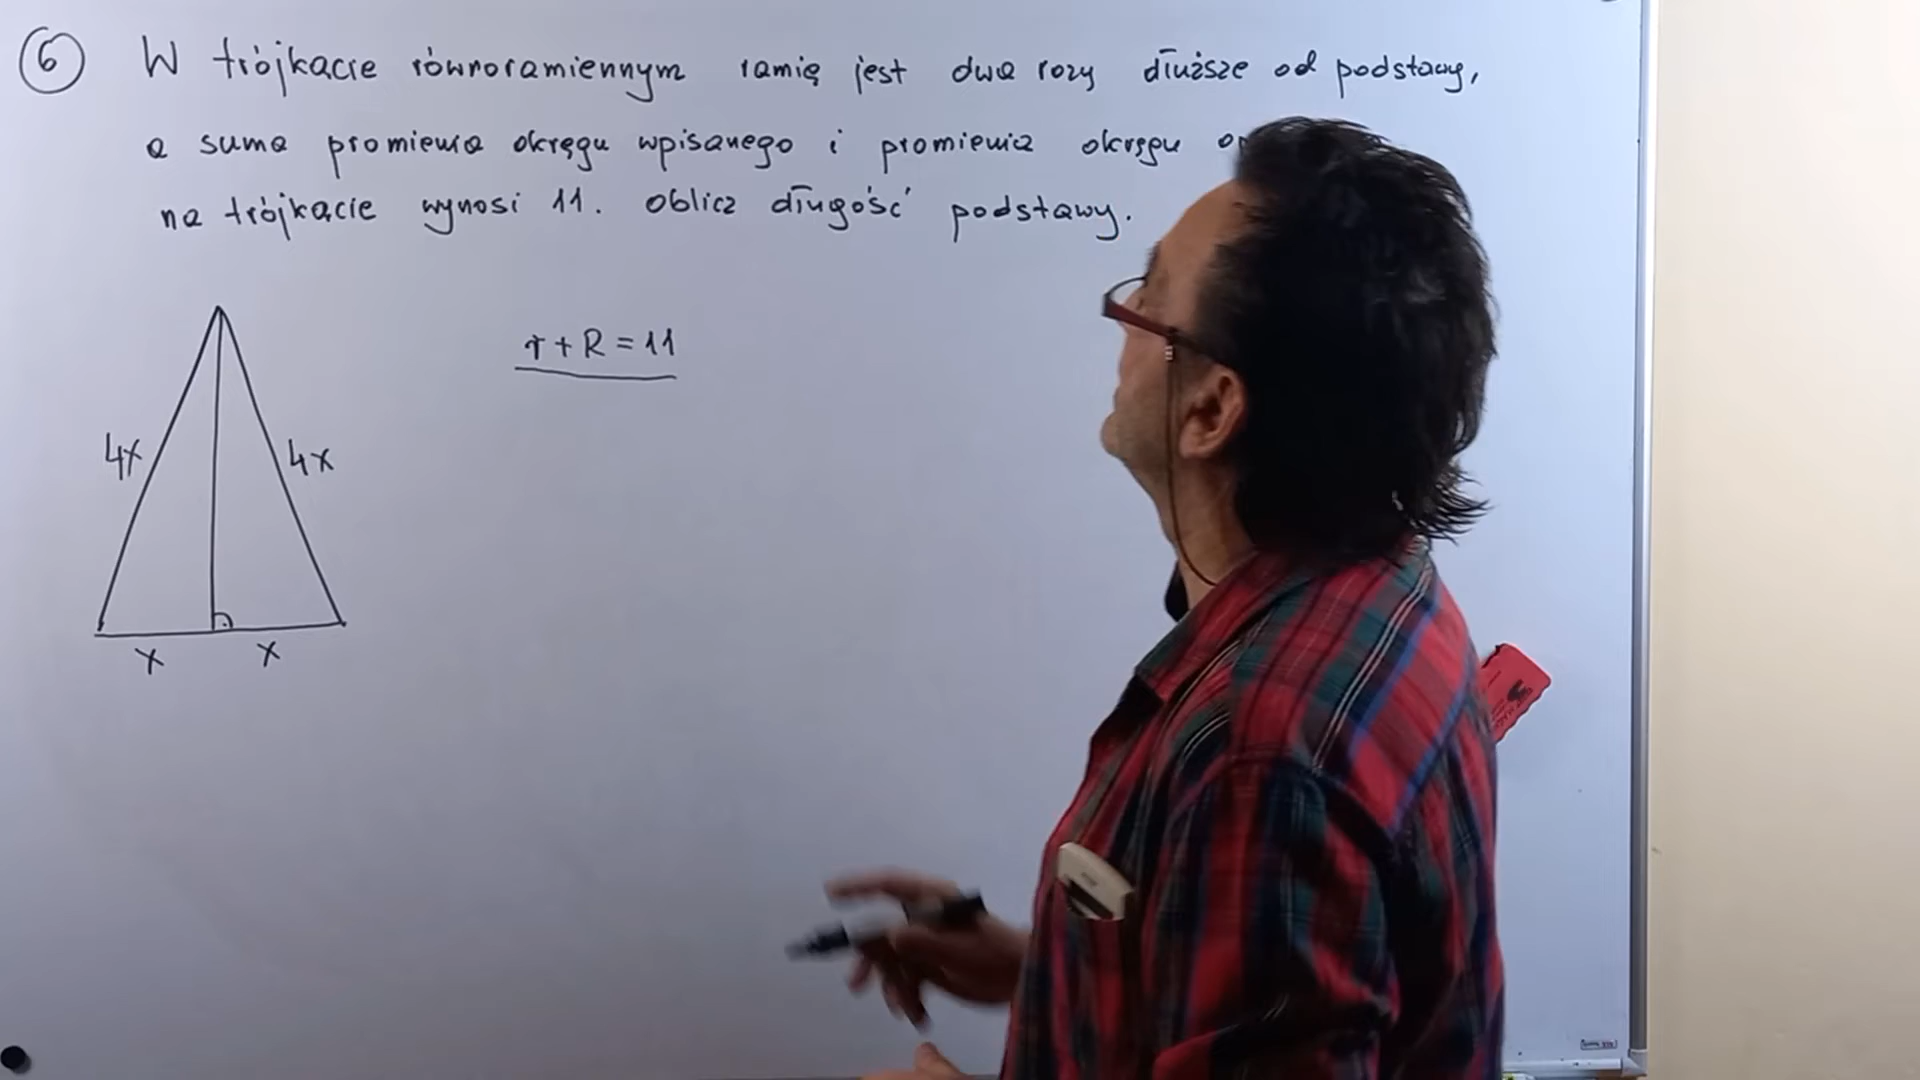 6 W trójkącie równoramiennym ramię jest dwa razy dłuższe od podstawy,
a suma promienia okręgu wpisanego i promienia okręgu
na trójkącie wynosi 11. Oblicz długość podstawy.
r + R = 11
4x 4x
x x